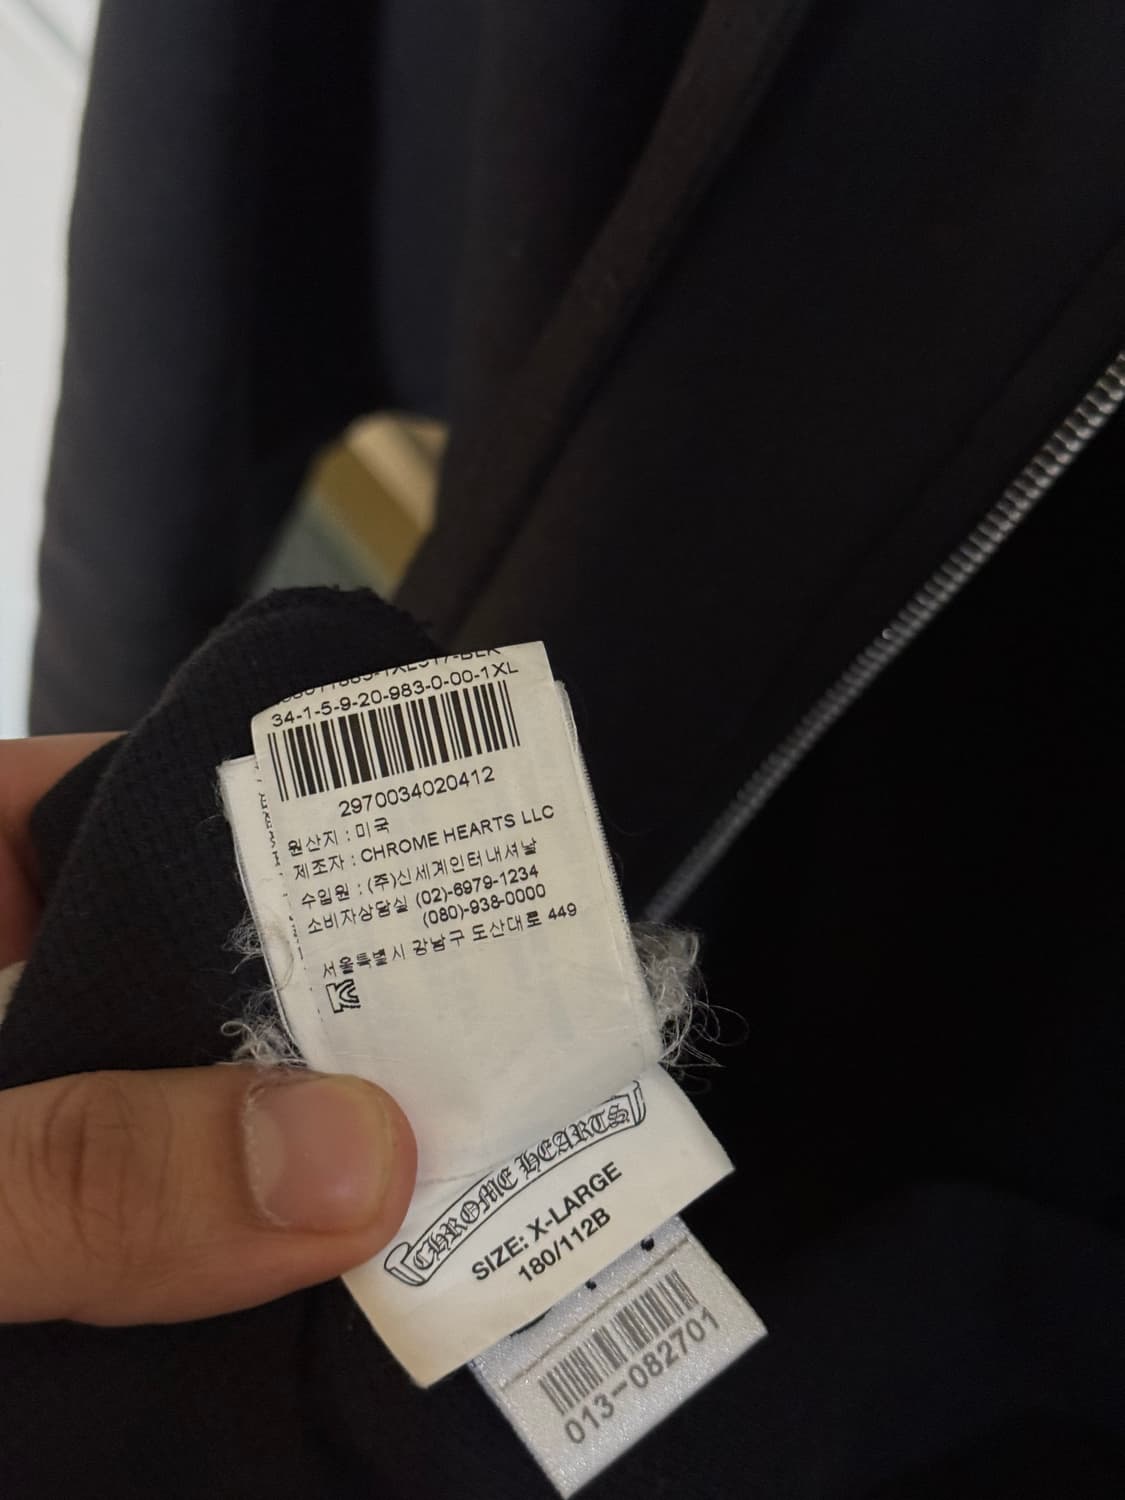 34-1-5-9-20-983-0-00-1XL
2970034020412
원산지 : 미국
제조자 : CHROME HEARTS LLC
수입원 : (주)신세계인터내셔날
소비자상담실 (02)-6979-1234
(080)-938-0000
서울특별시 강남구 도산대로 449
CHROME HEARTS
SIZE: X-LARGE
180/112B
013-082701